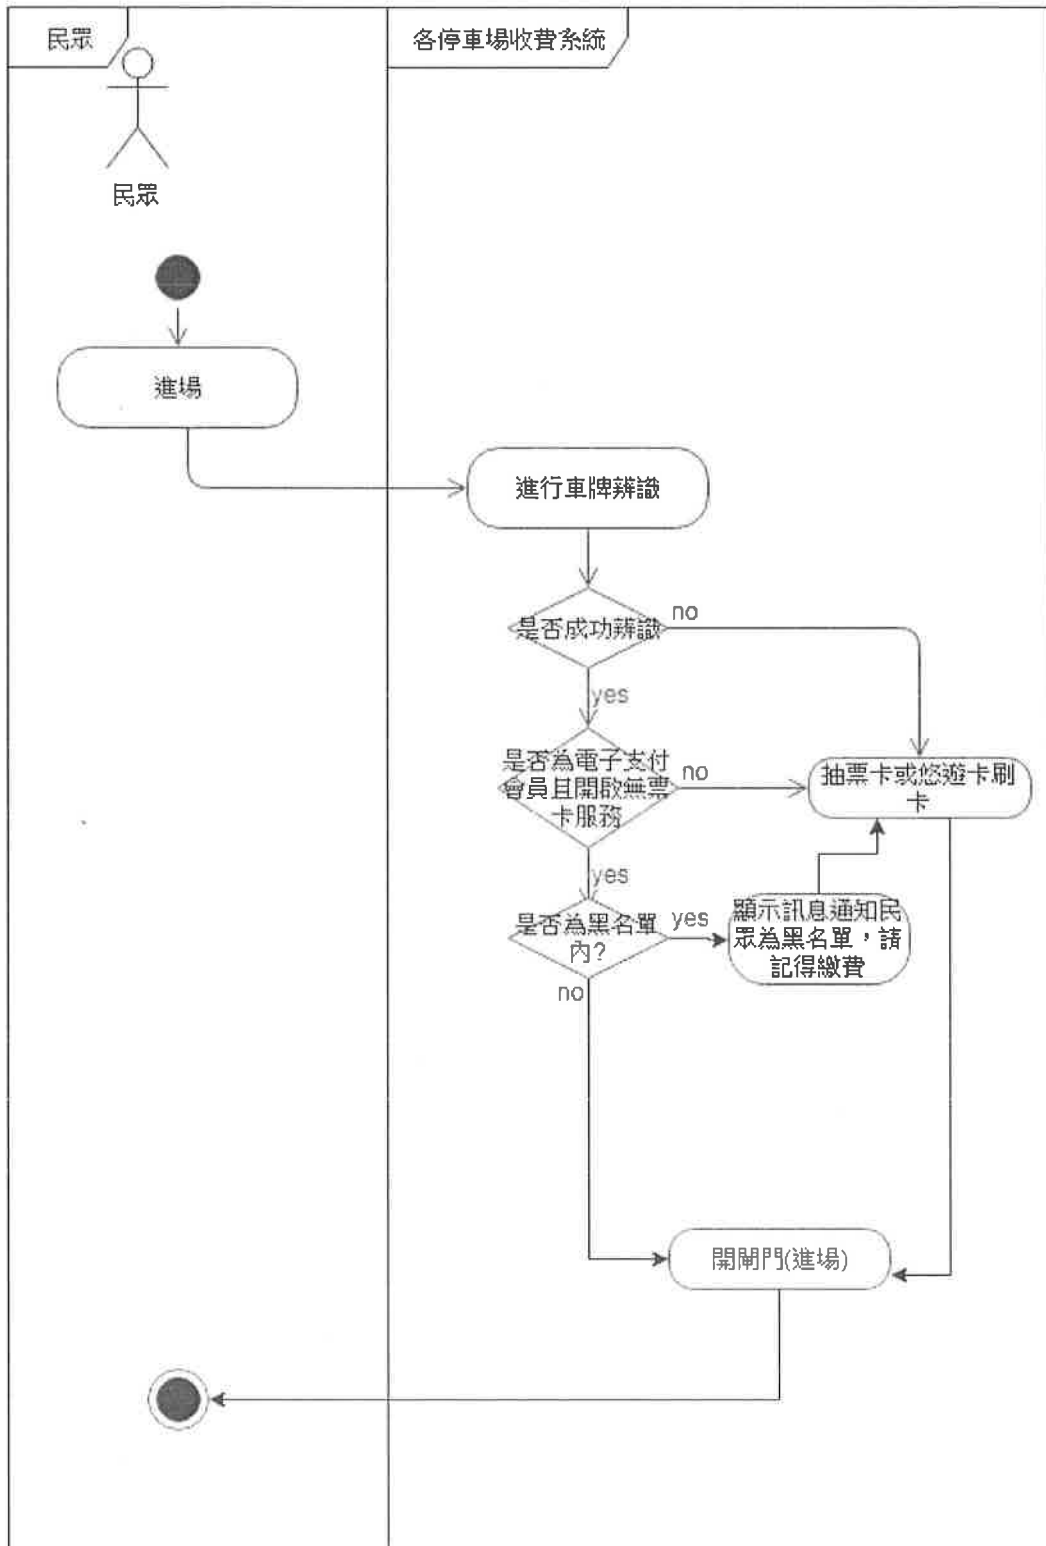 民眾
各停車場收費系統
民眾
進場
進行車牌辨識
是否成功辨識
no
yes
是否為電子支付
會員且開啟無票
卡服務
no
抽票卡或悠遊卡刷
卡
yes
是否為黑名單
內?
yes
顯示訊息通知民
眾為黑名單，請
記得繳費
no
開閘門(進場)